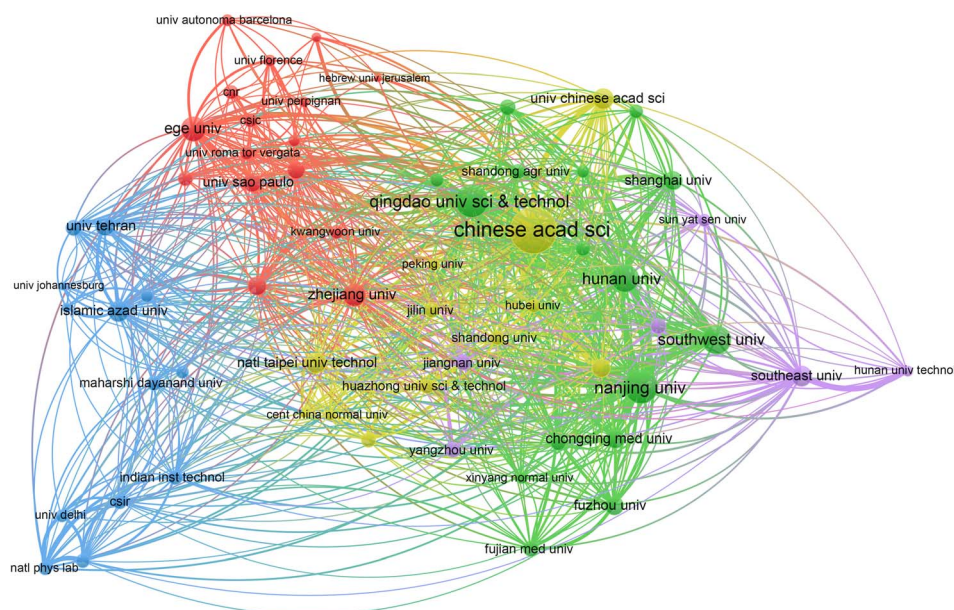 univ autonoma barcelona
univ florence
hebrew univ jerusalem
cnr
univ perpignan
univ chinese acad sci
csic
ege univ
univ roma tor vergata
shandong agr univ
univ sao paulo
shanghai univ
qingdao univ sci & technol
sun yat sen univ
univ tehran
kwangwoon univ
chinese acad sci
peking univ
hunan univ
univ johannesburg
zhejiang univ
islamic azad univ
jilin univ
hubei univ
shandong univ
southwest univ
natl taipei univ technol
jiangnan univ
hunan univ techno
southeast univ
maharshi dayanand univ
huazhong univ sci & technol
nanjing univ
cent china normal univ
chongqing med univ
yangzhou univ
indian inst technol
xinyang normal univ
csir
fuzhou univ
univ delhi
fujian med univ
natl phys lab